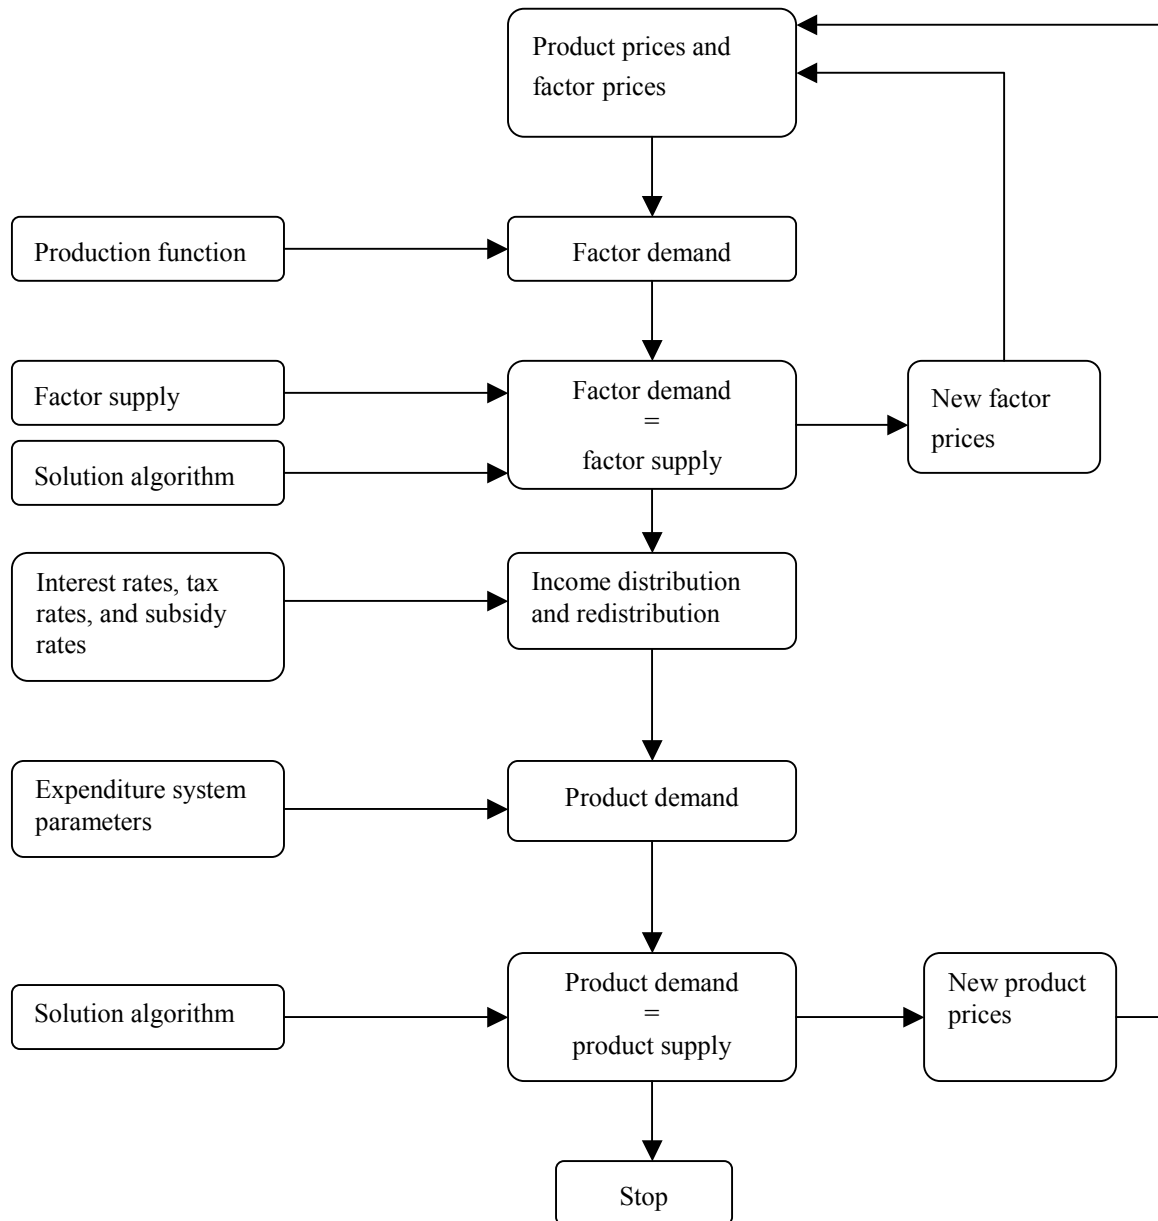 Product prices and
factor prices
Production function
Factor demand
Factor supply
Solution algorithm
Factor demand
=
factor supply
New factor
prices
Interest rates, tax
rates, and subsidy
rates
Income distribution
and redistribution
Expenditure system
parameters
Product demand
Solution algorithm
Product demand
=
product supply
New product
prices
Stop